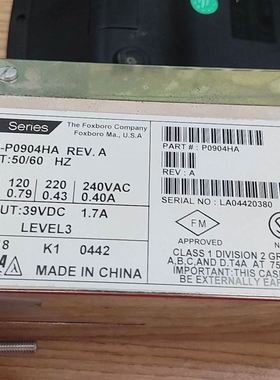 Series
The Foxboro Company
Foxboro Ma., U.S.A
-P0904HA REV. A
T:50/60 HZ
120 220 240VAC
0.79 0.43 0.40A
UT:39VDC 1.7A
LEVEL3
8 K1 0442
MADE IN CHINA
PART #: P0904HA
REV: A
SERIAL NO: LA04420380
FM
APPROVED
CLASS 1 DIVISION 2 GR
A,B,C,AND D,T4A AT 75
IMPORTANT:THIS CASE
BE EXTERNALLY EAR